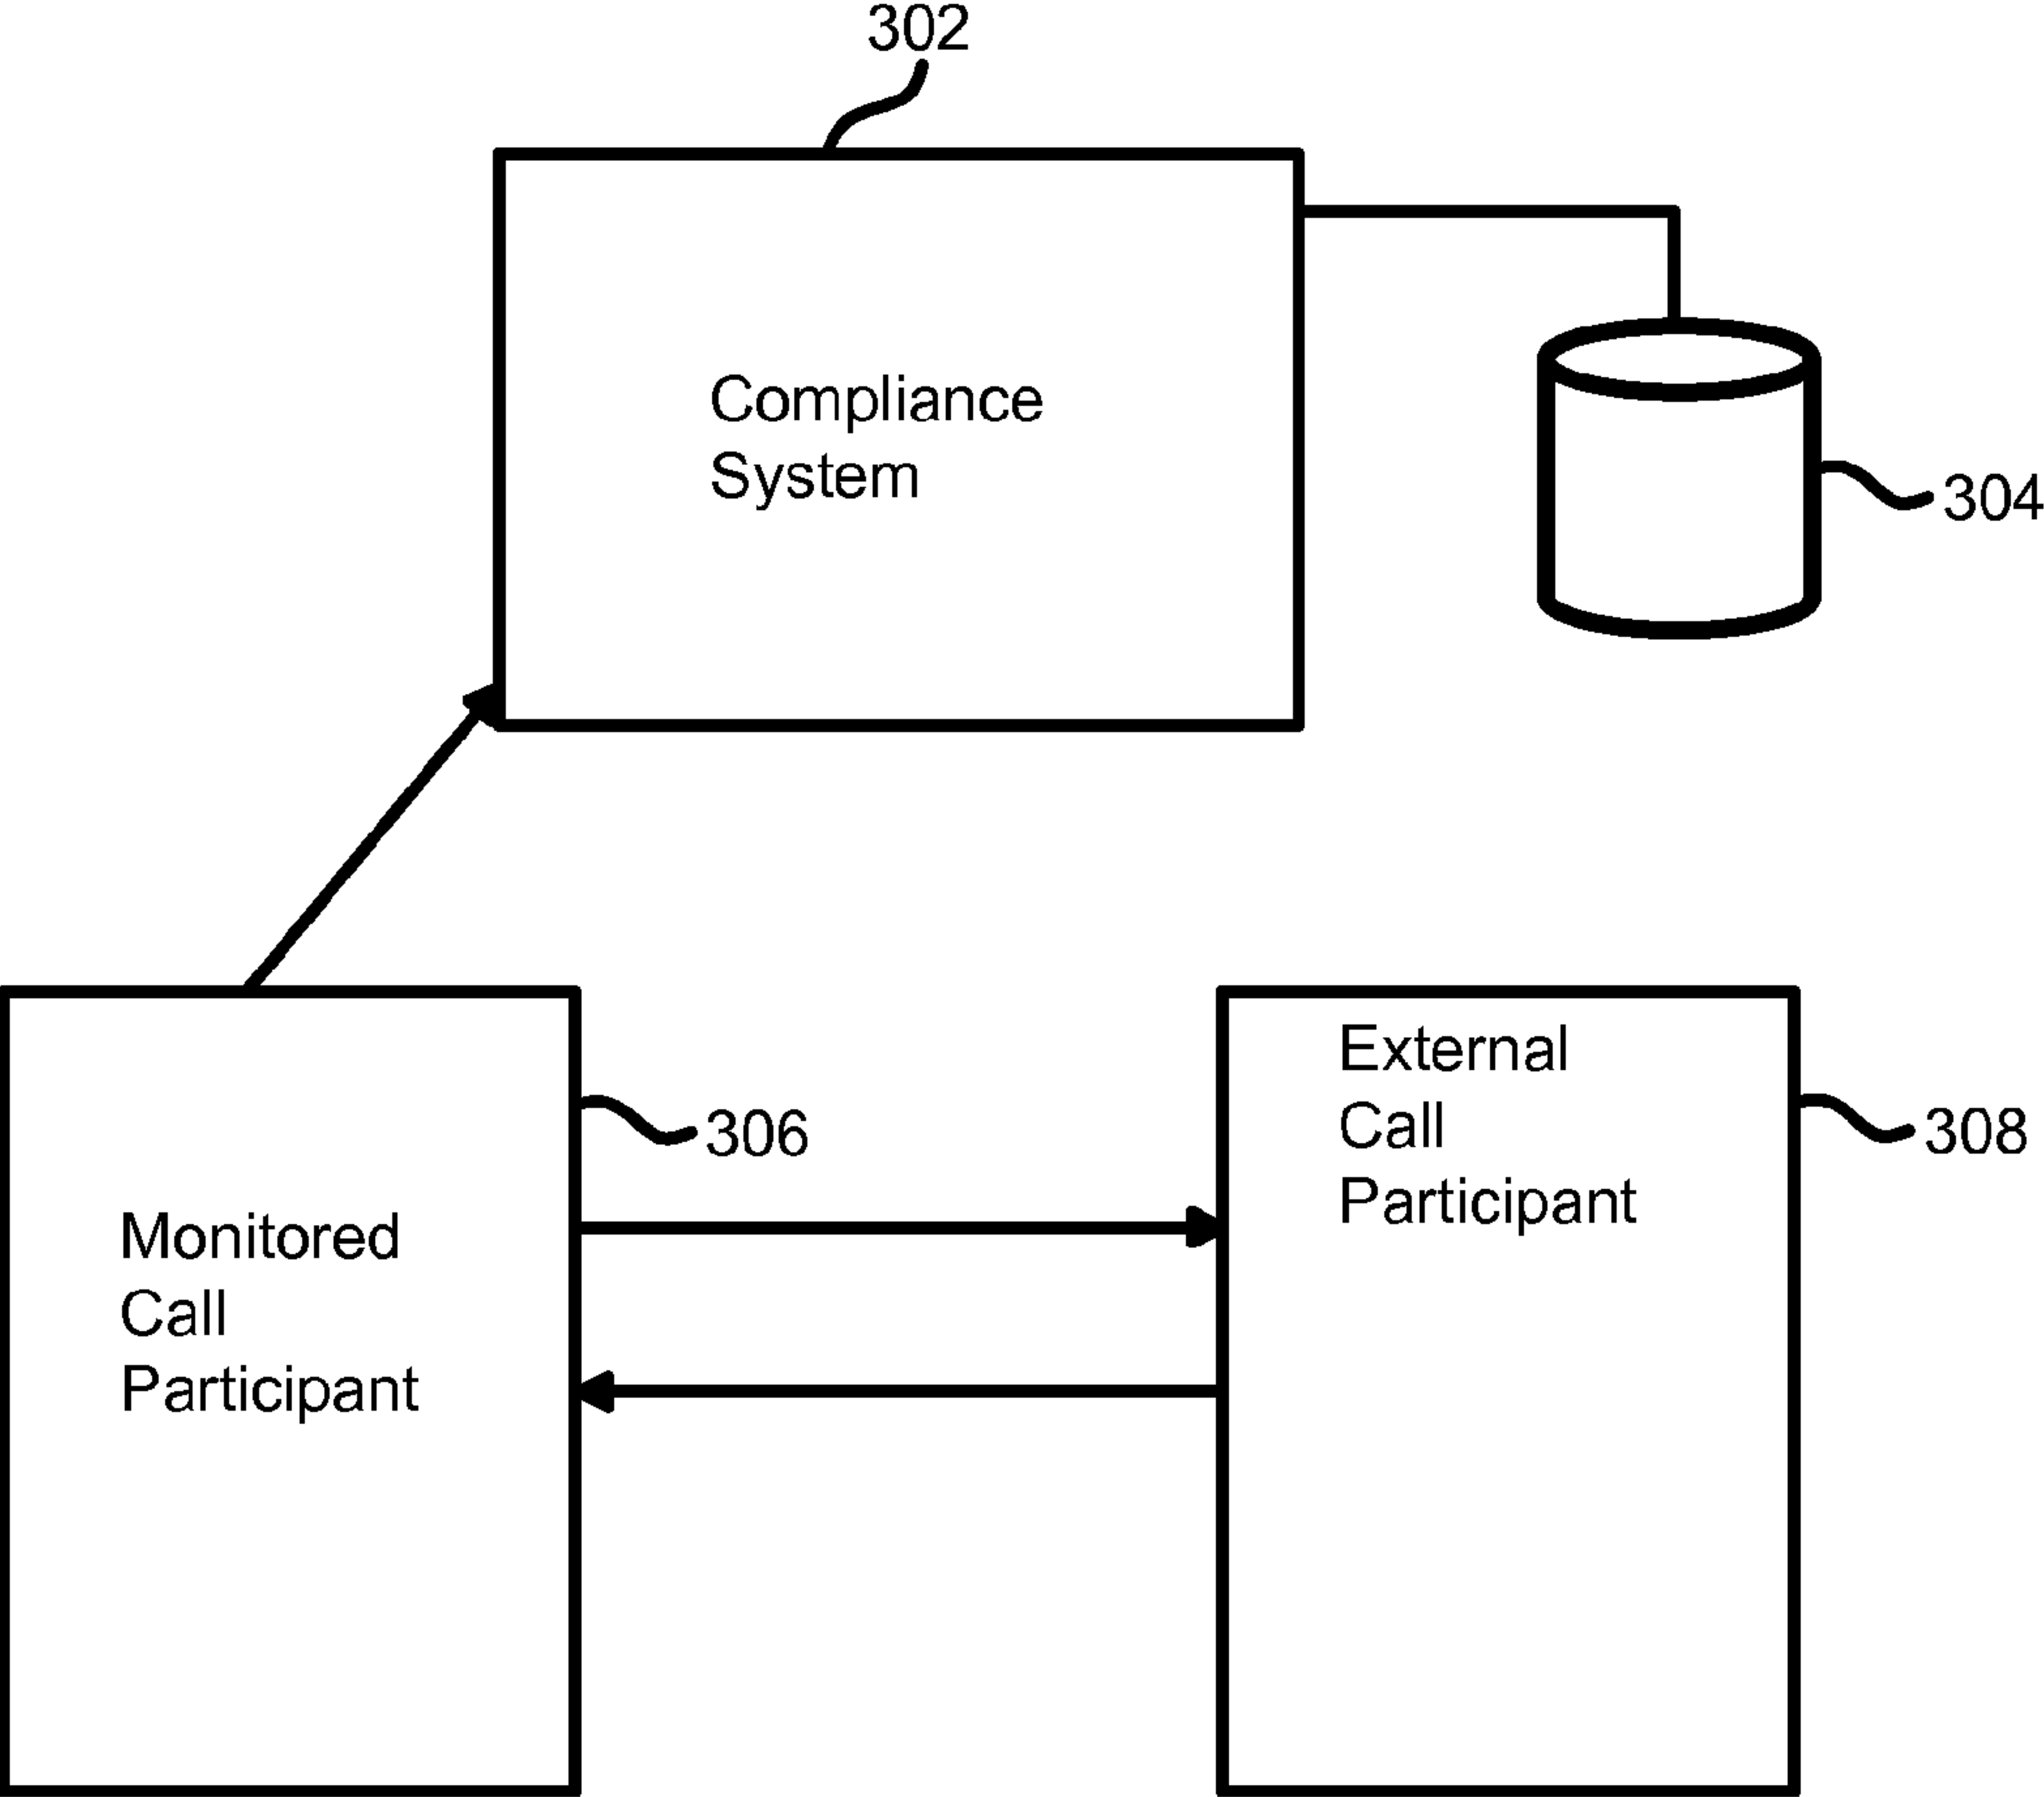 302
Compliance
System
304
306
Monitored
Call
Participant
External
Call
Participant
308